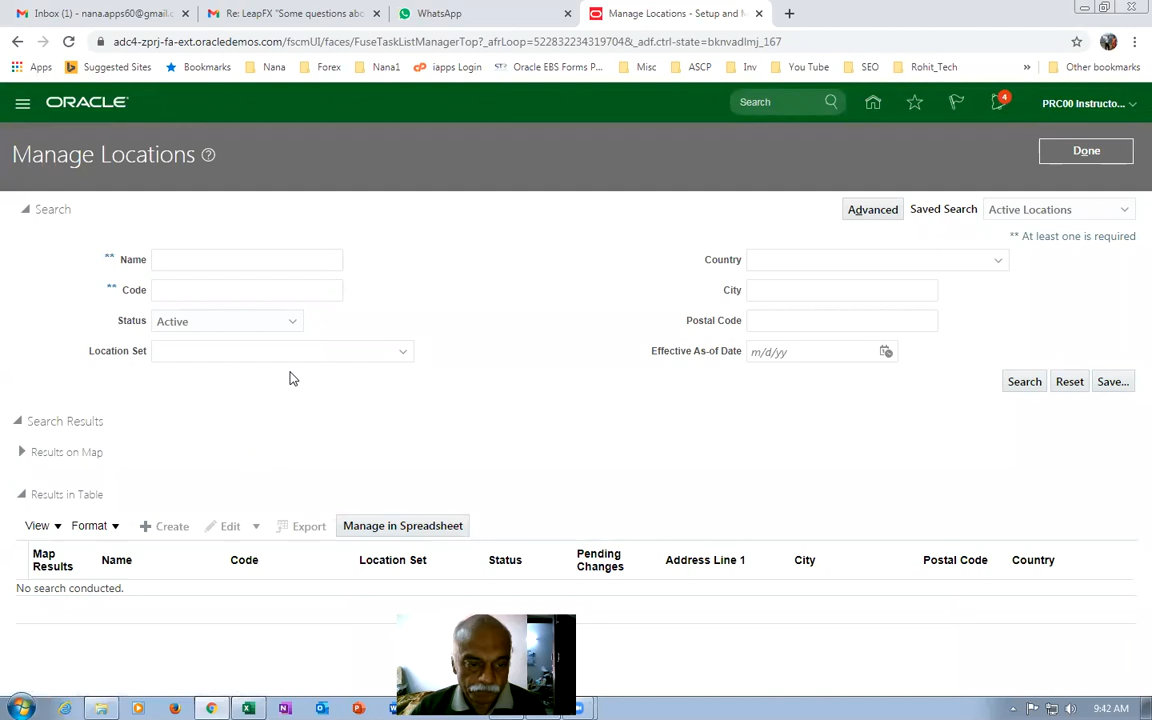 Inbox (1) - nana.apps60@gmail.c
Re: LeapFX "Some questions abo
WhatsApp
Manage Locations - Setup and M
adc4-zprj-fa-ext.oracledemos.com/fscmUI/faces/FuseTaskListManagerTop?_afrLoop=5228322343197704&_adf.ctrl-state=bknvadlmj_167
Apps
Suggested Sites
Bookmarks
Nana
Forex
Nana1
iapps Login
Oracle EBS Forms P...
Misc
ASCP
Inv
You Tube
SEO
Rohit_Tech
»
Other bookmarks
ORACLE
Search
4
PRC00 Instructo...
Manage Locations
Done
Search
Advanced
Saved Search
Active Locations
** At least one is required
** Name
Country
** Code
City
Status
Active
Postal Code
Location Set
Effective As-of Date
m/d/yy
Search
Reset
Save...
Search Results
Results on Map
Results in Table
View
Format
Create
Edit
Export
Manage in Spreadsheet
Map Results
Name
Code
Location Set
Status
Pending Changes
Address Line 1
City
Postal Code
Country
No search conducted.
9:42 AM